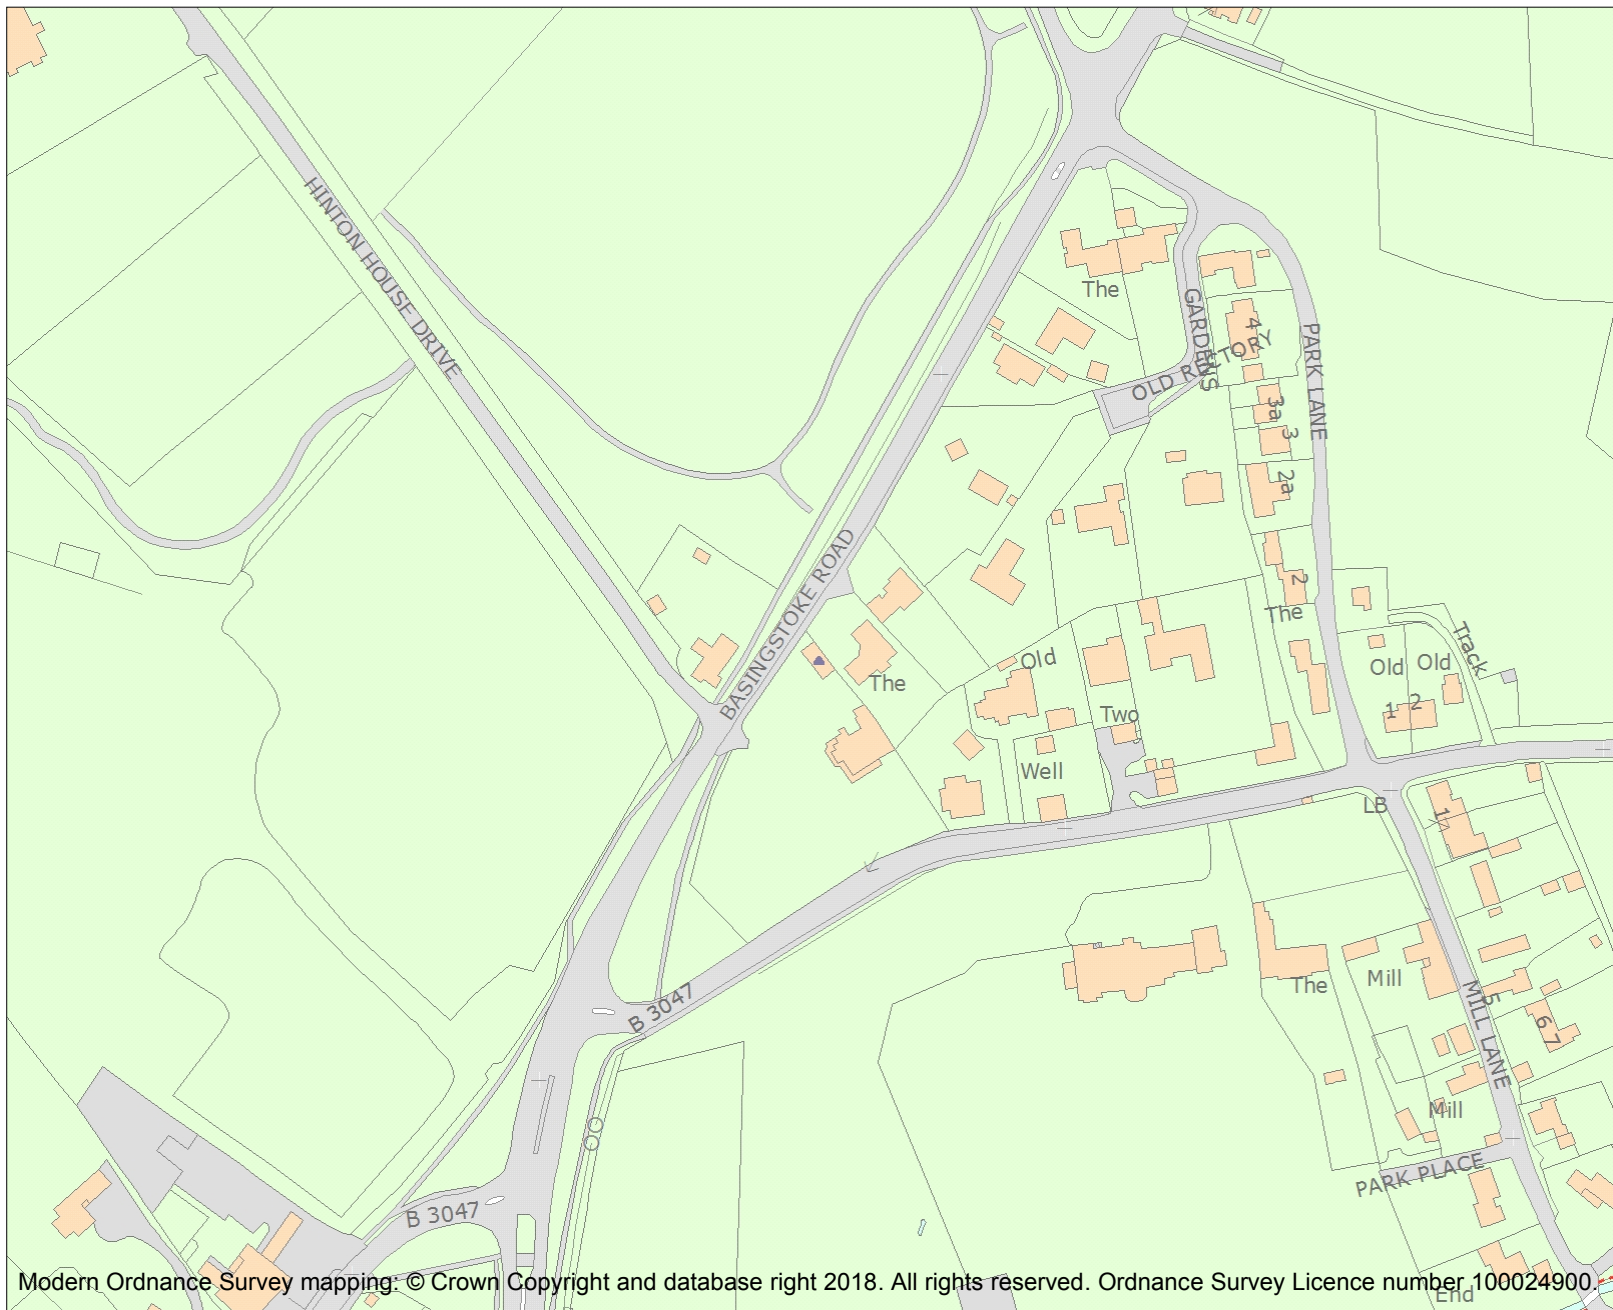 HINTON HOUSE DRIVE
The
GARDENS
4
OLD RECTORY
PARK LANE
3a
3
2a
BASINGSTOKE ROAD
2
The
Track
Old
Old
Old
The
1
2
Two
Well
LB
1
The
Mill
5
MILL LANE
6 7
B 3047
Mill
PARK PLACE
B 3047
End
Modern Ordnance Survey mapping: © Crown Copyright and database right 2018. All rights reserved. Ordnance Survey Licence number 100024900.